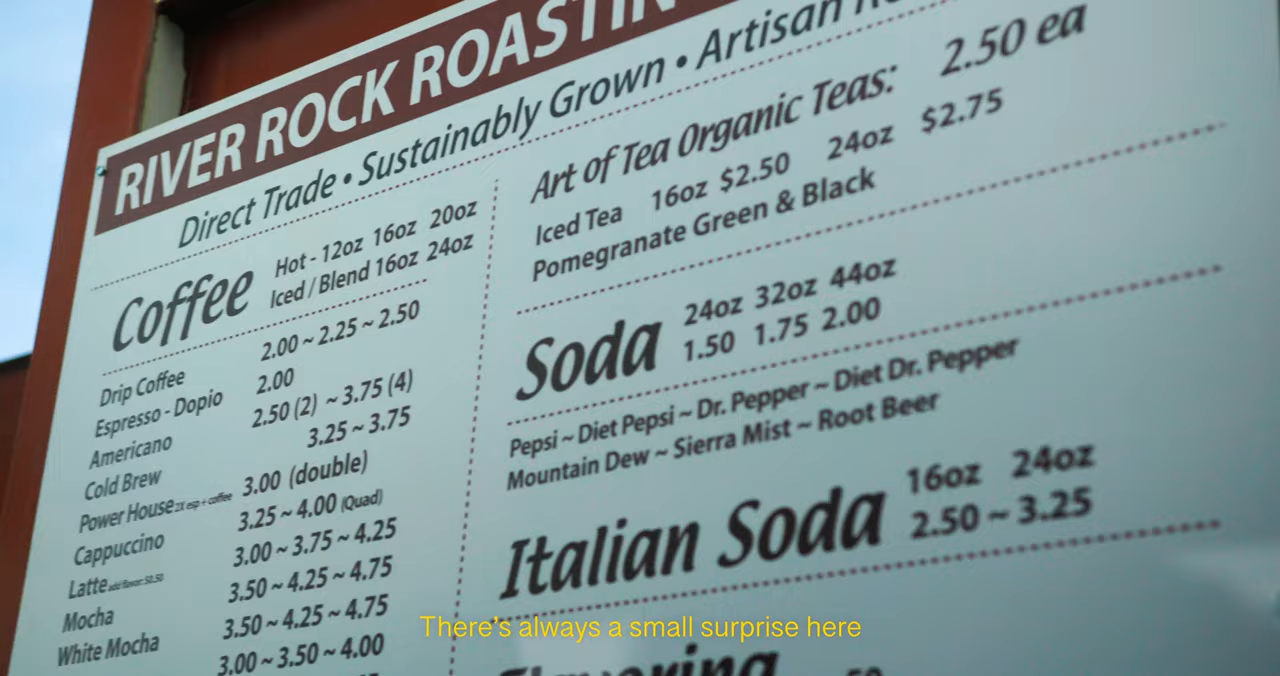 RIVER ROCK ROASTIN
Direct Trade • Sustainably Grown • Artisan
Coffee
Hot - 12oz 16oz 20oz
Iced / Blend 16oz 24oz
Drip Coffee 2.00 ~ 2.25 ~ 2.50
Espresso - Dopio 2.00
Americano 2.50 (2) ~ 3.75 (4)
Cold Brew 3.25 ~ 3.75
Power House 2X esp + coffee 3.00 (double)
Cappuccino 3.25 ~ 4.00 (Quad)
Latte add flavor: $0.50 3.00 ~ 3.75 ~ 4.25
Mocha 3.50 ~ 4.25 ~ 4.75
White Mocha 3.50 ~ 4.25 ~ 4.75
3.00 ~ 3.50 ~ 4.00
Art of Tea Organic Teas: 2.50 ea
Iced Tea 16oz $2.50 24oz $2.75
Pomegranate Green & Black
Soda
24oz 32oz 44oz
1.50 1.75 2.00
Pepsi ~ Diet Pepsi ~ Dr. Pepper ~ Diet Dr. Pepper
Mountain Dew ~ Sierra Mist ~ Root Beer
Italian Soda
16oz 24oz
2.50 ~ 3.25
There's always a small surprise here